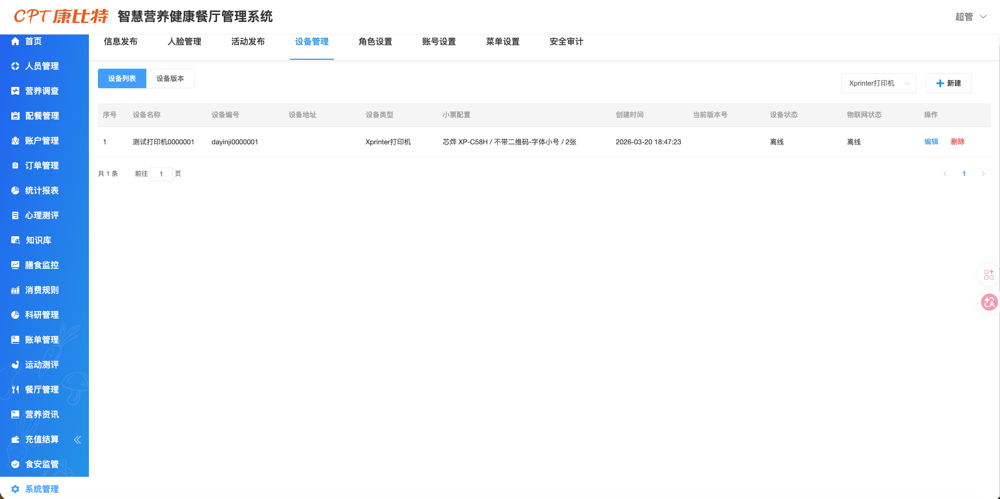 CPT康比特 智慧营养健康餐厅管理系统
超管
首页
人员管理
营养调查
配餐管理
账户管理
订单管理
统计报表
心理测评
知识库
膳食监控
消费规则
科研管理
账单管理
运动测评
餐厅管理
营养资讯
充值结算
食安监管
系统管理
信息发布 人脸管理 活动发布 设备管理 角色设置 账号设置 菜单设置 安全审计
设备列表 设备版本
Xprinter打印机 新建
序号 设备名称 设备编号 设备地址 设备类型 小票配置 创建时间 当前版本号 设备状态 物联网状态 操作
1 测试打印机0000001 dayinji0000001 Xprinter打印机 芯烨 XP-C58H / 不带二维码-字体小号 / 2张 2026-03-20 18:47:23 离线 离线 编辑 删除
共 1 条 前往 1 页
1